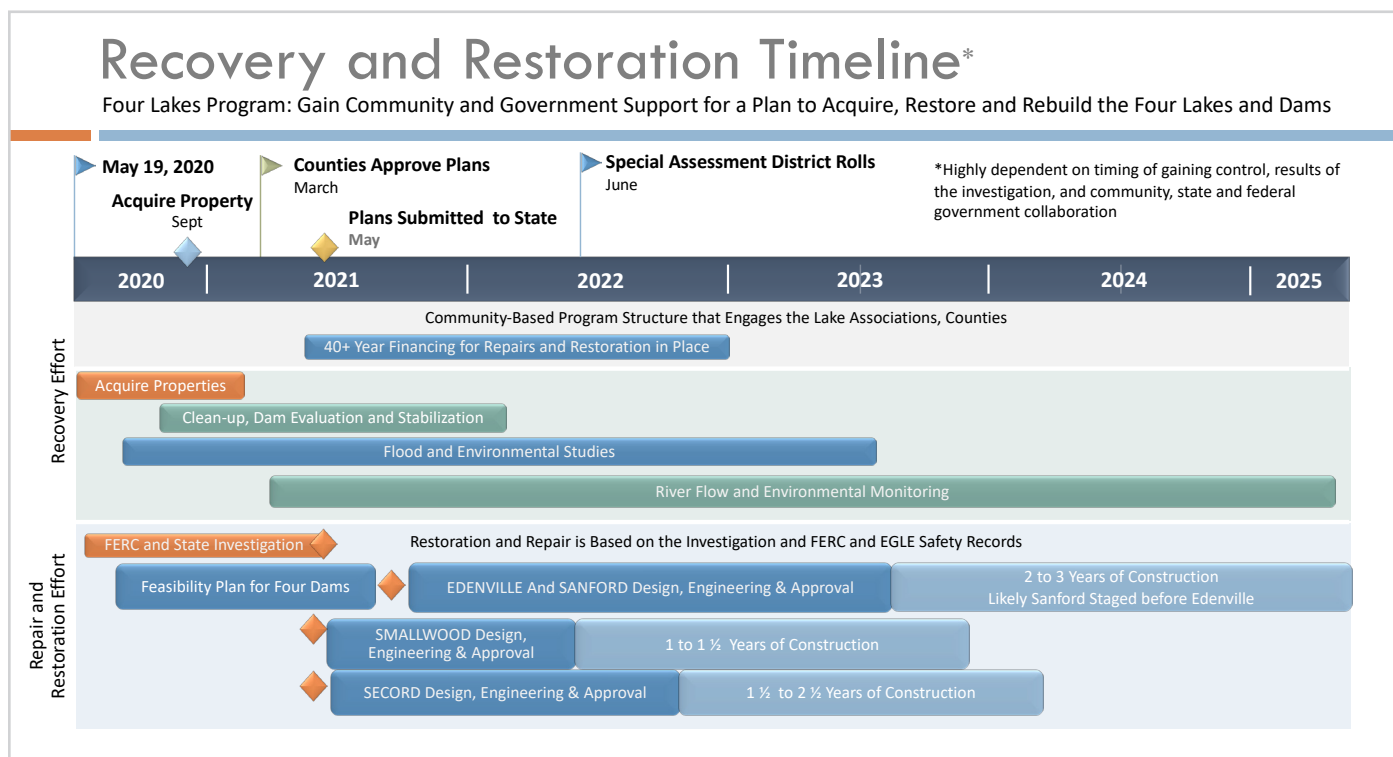 Recovery and Restoration Timeline*
Four Lakes Program: Gain Community and Government Support for a Plan to Acquire, Restore and Rebuild the Four Lakes and Dams
May 19, 2020
Acquire Property
Sept
Counties Approve Plans
March
Plans Submitted to State
May
Special Assessment District Rolls
June
*Highly dependent on timing of gaining control, results of
the investigation, and community, state and federal
government collaboration
2020
2021
2022
2023
2024
2025
Recovery Effort
Community-Based Program Structure that Engages the Lake Associations, Counties
40+ Year Financing for Repairs and Restoration in Place
Acquire Properties
Clean-up, Dam Evaluation and Stabilization
Flood and Environmental Studies
River Flow and Environmental Monitoring
Repair and
Restoration Effort
FERC and State Investigation
Restoration and Repair is Based on the Investigation and FERC and EGLE Safety Records
Feasibility Plan for Four Dams
EDENVILLE And SANFORD Design, Engineering & Approval
2 to 3 Years of Construction
Likely Sanford Staged before Edenville
SMALLWOOD Design,
Engineering & Approval
1 to 1 ½ Years of Construction
SECORD Design, Engineering & Approval
1 ½ to 2 ½ Years of Construction